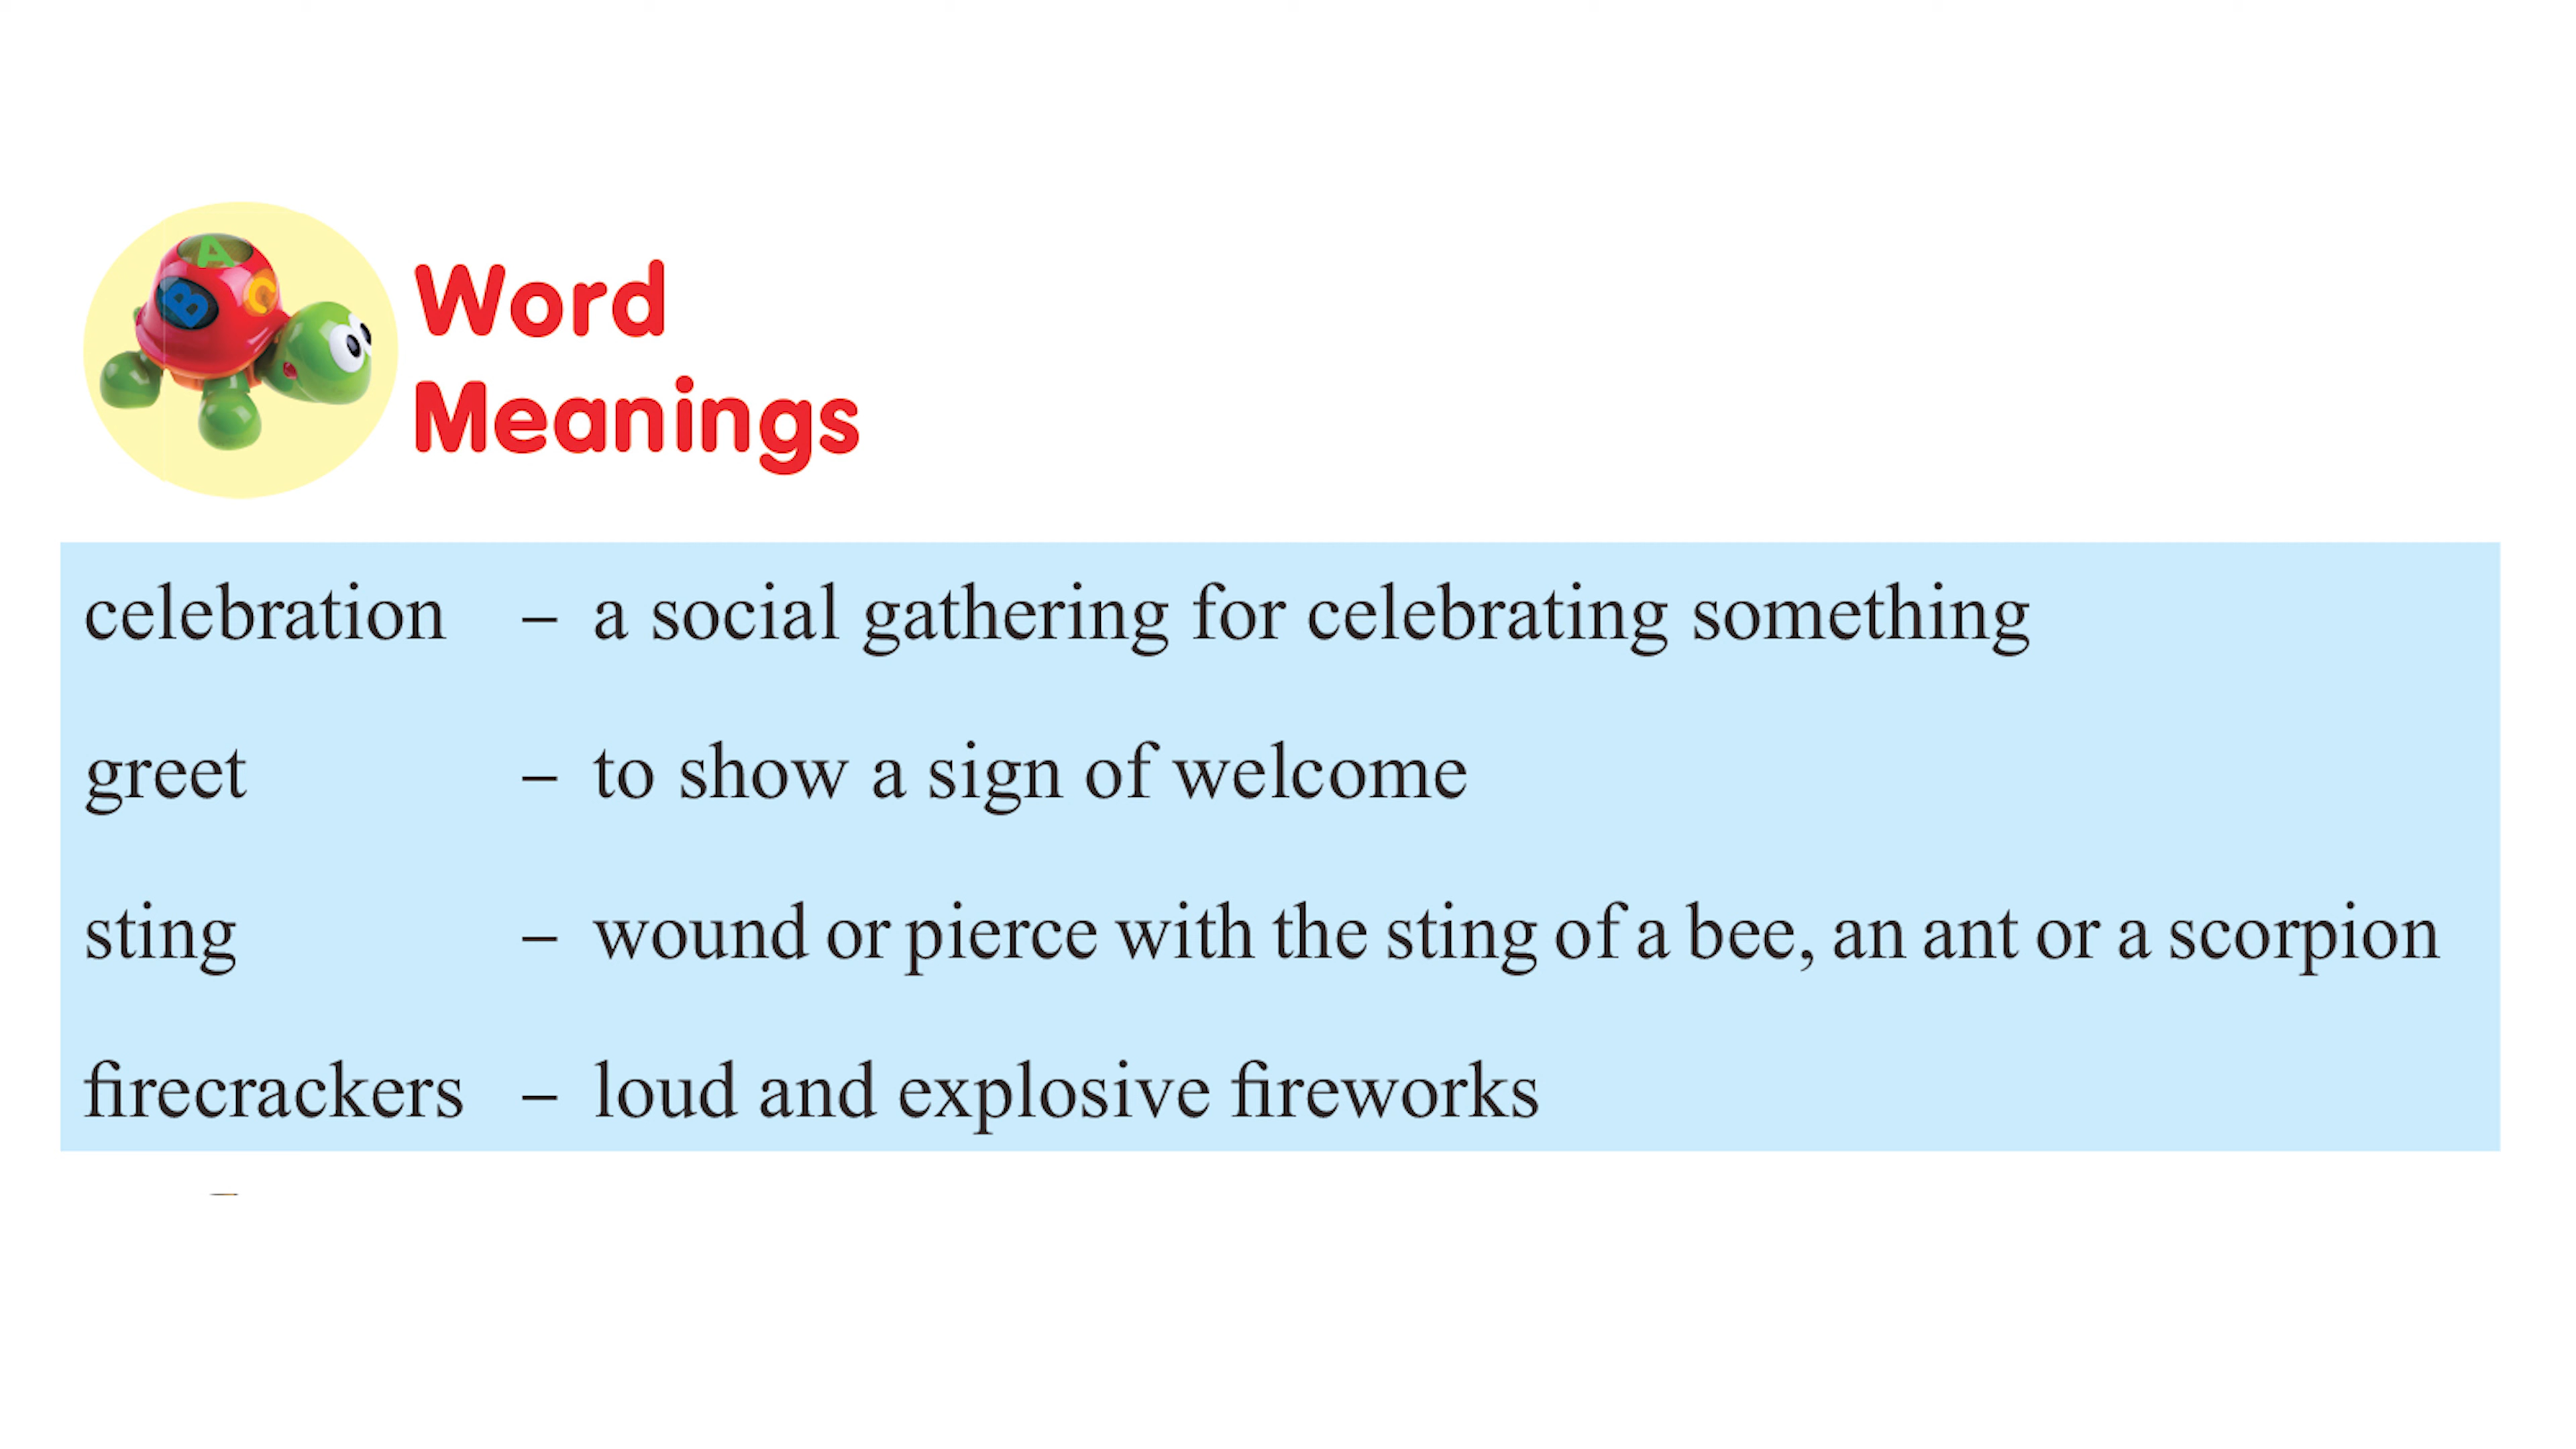 A
B
C
Word
Meanings
celebration – a social gathering for celebrating something
greet – to show a sign of welcome
sting – wound or pierce with the sting of a bee, an ant or a scorpion
firecrackers – loud and explosive fireworks